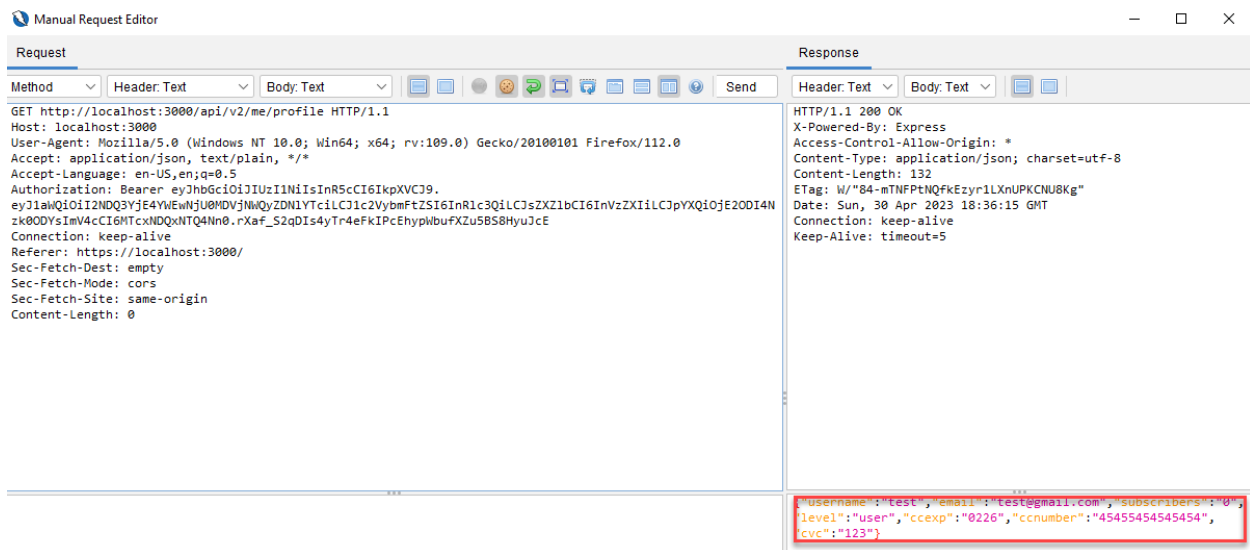 Manual Request Editor
Request
Method Header: Text Body: Text Send
GET http://localhost:3000/api/v2/me/profile HTTP/1.1
Host: localhost:3000
User-Agent: Mozilla/5.0 (Windows NT 10.0; Win64; x64; rv:109.0) Gecko/20100101 Firefox/112.0
Accept: application/json, text/plain, */*
Accept-Language: en-US,en;q=0.5
Authorization: Bearer eyJhbGciOiJIUzI1NiIsInR5cCI6IkpXVCJ9.
eyJ1aWQiOiI2NDQ3YjE4YWEwNjU0MDVjNWQyZDNlYTciLCJ1c2VybmFtZSI6InRlc3QiLCJsZXZlbCI6InVzZXIiLCJpYXQiOjE2ODI4N
zk0ODYsImV4cCI6MTcxNDQxNTQ4Nn0.rXaf_S2qDIs4yTr4eFkIPcEhypWbufXZu5BS8HyuJcE
Connection: keep-alive
Referer: https://localhost:3000/
Sec-Fetch-Dest: empty
Sec-Fetch-Mode: cors
Sec-Fetch-Site: same-origin
Content-Length: 0
Response
Header: Text Body: Text
HTTP/1.1 200 OK
X-Powered-By: Express
Access-Control-Allow-Origin: *
Content-Type: application/json; charset=utf-8
Content-Length: 132
ETag: W/"84-mTNFPtNQfkEzyr1LXnUPKCNU8Kg"
Date: Sun, 30 Apr 2023 18:36:15 GMT
Connection: keep-alive
Keep-Alive: timeout=5
{"username":"test","email":"test@gmail.com","subscribers":"0",
"level":"user","ccexp":"0226","ccnumber":"45455454545454",
"cvc":"123"}